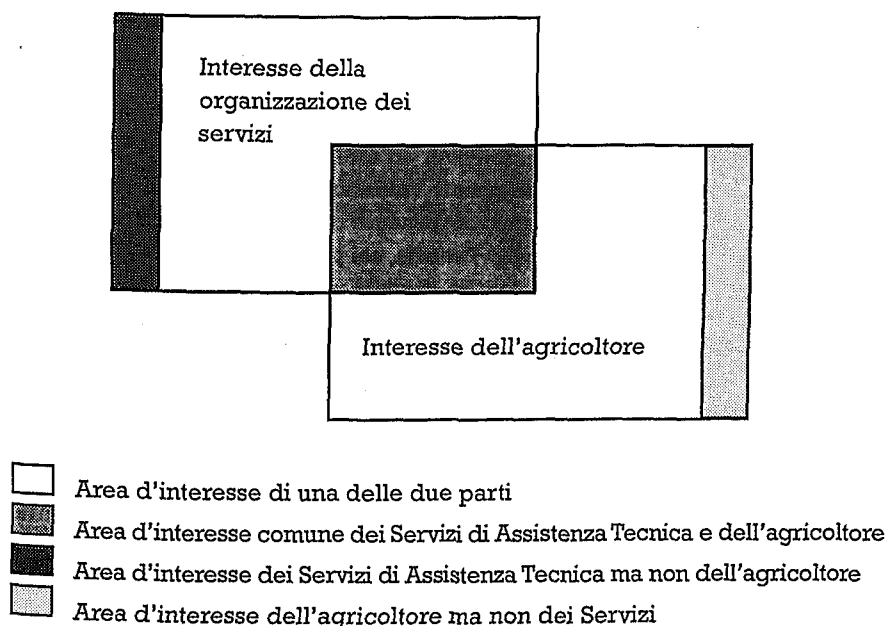 Interesse della
organizzazione dei
servizi
Interesse dell'agricoltore
Area d'interesse di una delle due parti
Area d'interesse comune dei Servizi di Assistenza Tecnica e dell'agricoltore
Area d'interesse dei Servizi di Assistenza Tecnica ma non dell'agricoltore
Area d'interesse dell'agricoltore ma non dei Servizi